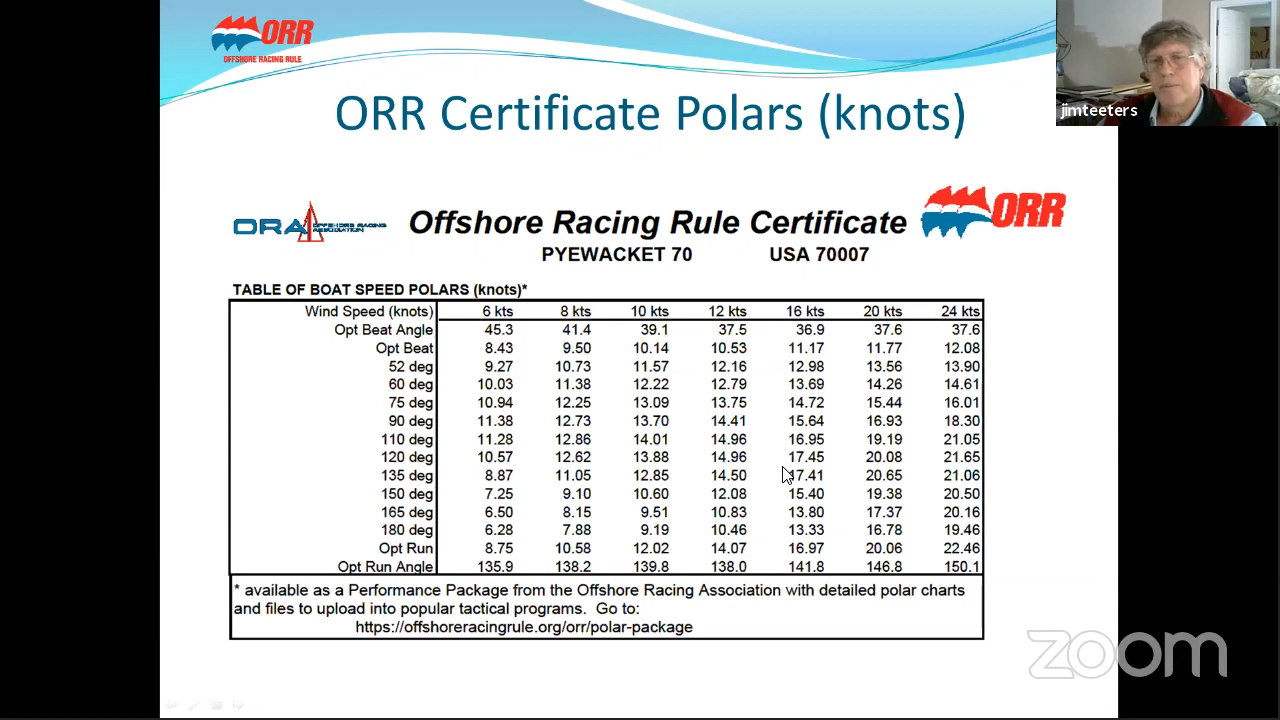 ORR
OFFSHORE RACING RULE
jimteeters
ORR Certificate Polars (knots)
ORA OFFSHORE RACING ASSOCIATION
Offshore Racing Rule Certificate
ORR
PYEWACKET 70 USA 70007
TABLE OF BOAT SPEED POLARS (knots)*
Wind Speed (knots) 6 kts 8 kts 10 kts 12 kts 16 kts 20 kts 24 kts
Opt Beat Angle 45.3 41.4 39.1 37.5 36.9 37.6 37.6
Opt Beat 8.43 9.50 10.14 10.53 11.17 11.77 12.08
52 deg 9.27 10.73 11.57 12.16 12.98 13.56 13.90
60 deg 10.03 11.38 12.22 12.79 13.69 14.26 14.61
75 deg 10.94 12.25 13.09 13.75 14.72 15.44 16.01
90 deg 11.38 12.73 13.70 14.41 15.64 16.93 18.30
110 deg 11.28 12.86 14.01 14.96 16.95 19.19 21.05
120 deg 10.57 12.62 13.88 14.96 17.45 20.08 21.65
135 deg 8.87 11.05 12.85 14.50 17.41 20.65 21.06
150 deg 7.25 9.10 10.60 12.08 15.40 19.38 20.50
165 deg 6.50 8.15 9.51 10.83 13.80 17.37 20.16
180 deg 6.28 7.88 9.19 10.46 13.33 16.78 19.46
Opt Run 8.75 10.58 12.02 14.07 16.97 20.06 22.46
Opt Run Angle 135.9 138.2 139.8 138.0 141.8 146.8 150.1
* available as a Performance Package from the Offshore Racing Association with detailed polar charts
and files to upload into popular tactical programs. Go to:
https://offshoreracingrule.org/orr/polar-package
zoom